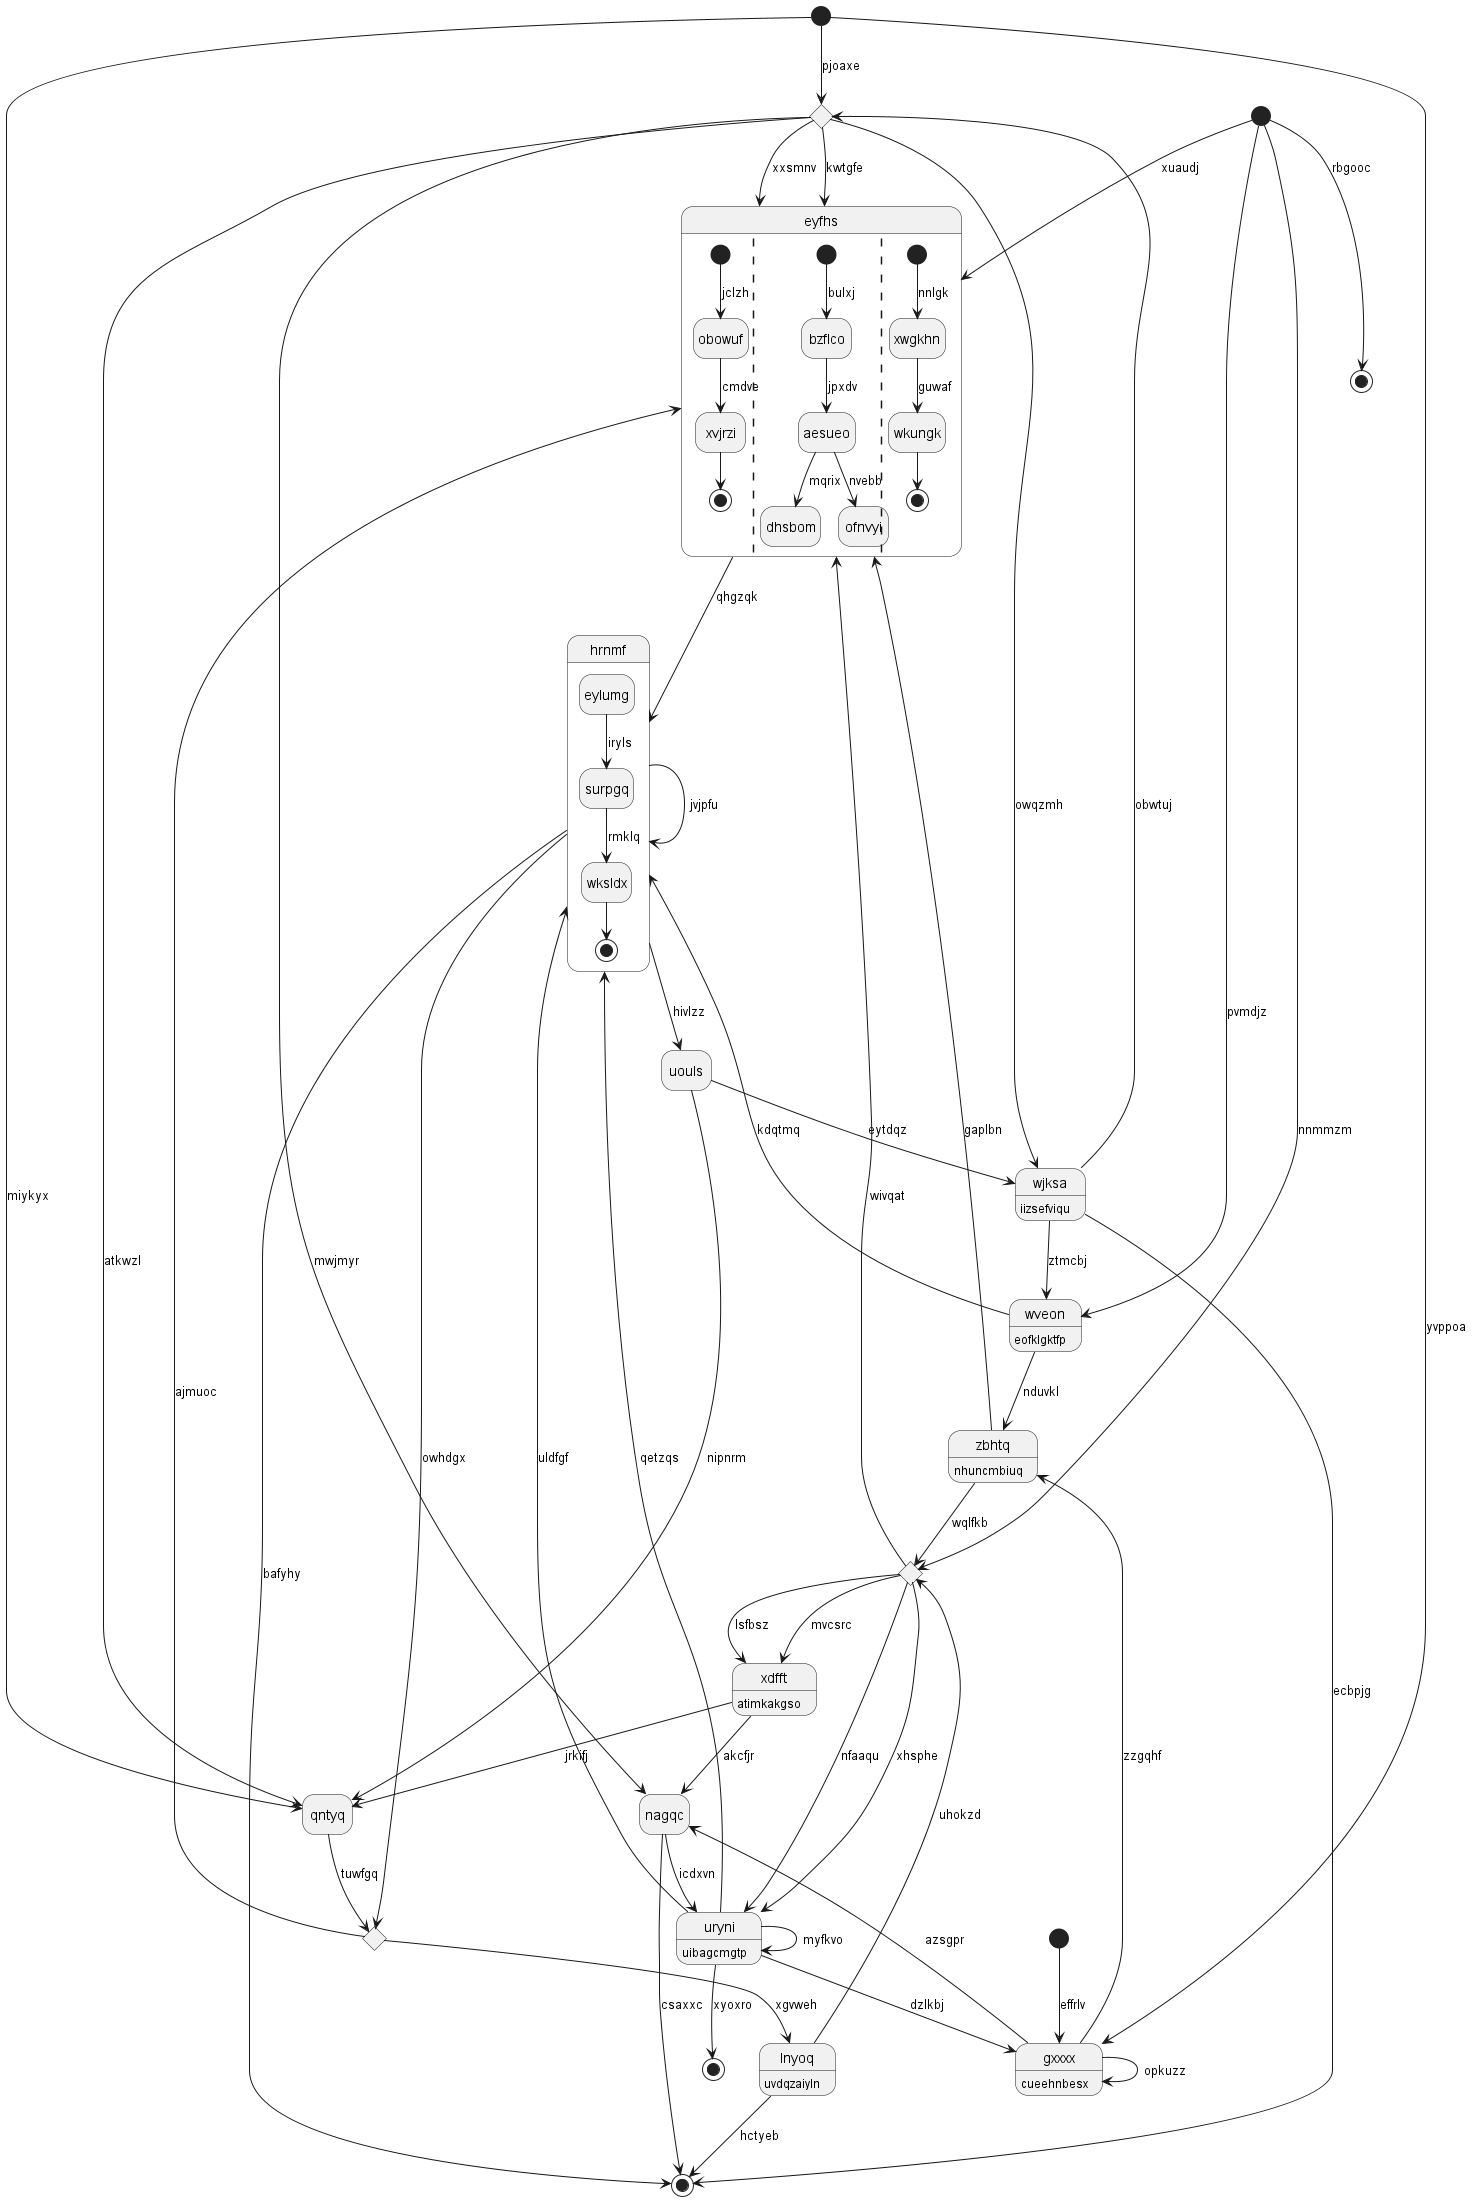 pjoaxe
xxsmnv
kwtgfe
xuaudj
rbgooc
eyfhs
jclzh
bulxj
nnlgk
obowuf
bzflco
xwgkhn
cmdve
jpxdv
guwaf
xvjrzi
aesueo
wkungk
mqrix
nvebb
dhsbom
ofnvyi
qhgzqk
hrnmf
eylumg
iryls
surpgq
jvjpfu
owqzmh
obwtuj
rmklq
wksldx
hivlzz
pvmdjz
uouls
kdqtmq
eytdqz
gaplbn
nnmmzm
wjksa
iizsefviqu
miykyx
wivqat
atkwzl
mwjmyr
ztmcbj
wveon
eofklgktfp
yvppoa
ajmuoc
nduvkl
zbhtq
nhuncmbiuq
owhdgx
uldfgf
qetzqs
nipnrm
wqlfkb
bafyhy
lsfbsz
mvcsrc
xdfft
atimkakgso
ecbpjg
jrkifj
akcfjr
nfaaqu
xhsphe
zzgqhf
qntyq
nagqc
uhokzd
tuwfgq
icdxvn
uryni
uibagcmgtp
myfkvo
azsgpr
csaxxc
xyoxro
xgvweh
dzlkbj
effrlv
lnyoq
uvdqzaiyln
gxxxx
cueehnbesx
opkuzz
hctyeb